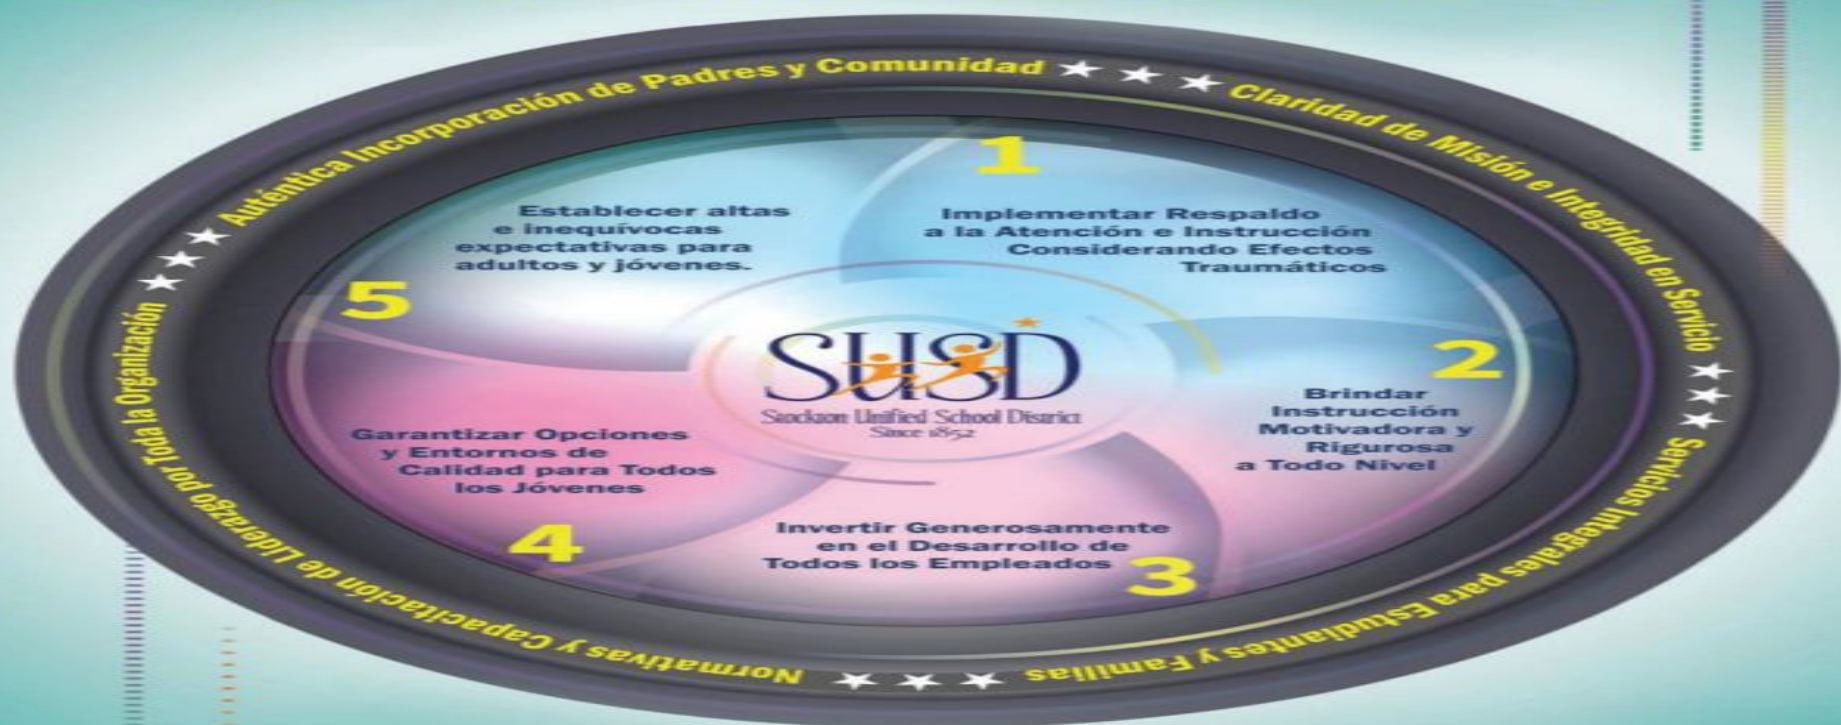 Auténtica Incorporación de Padres y Comunidad
Claridad de Misión e Integridad en Servicio
Servicios Integrales para Estudiantes y Familias
Normativas y Capacitación de Liderazgo por Toda la Organización
1
Implementar Respaldo
a la Atención e Instrucción
Considerando Efectos
Traumáticos
2
Brindar
Instrucción
Motivadora y
Rigurosa
a Todo Nivel
3
Invertir Generosamente
en el Desarrollo de
Todos los Empleados
4
Garantizar Opciones
y Entornos de
Calidad para Todos
los Jóvenes
5
Establecer altas
e inequívocas
expectativas para
adultos y jóvenes.
SUSD
Stockton Unified School District
Since 1852